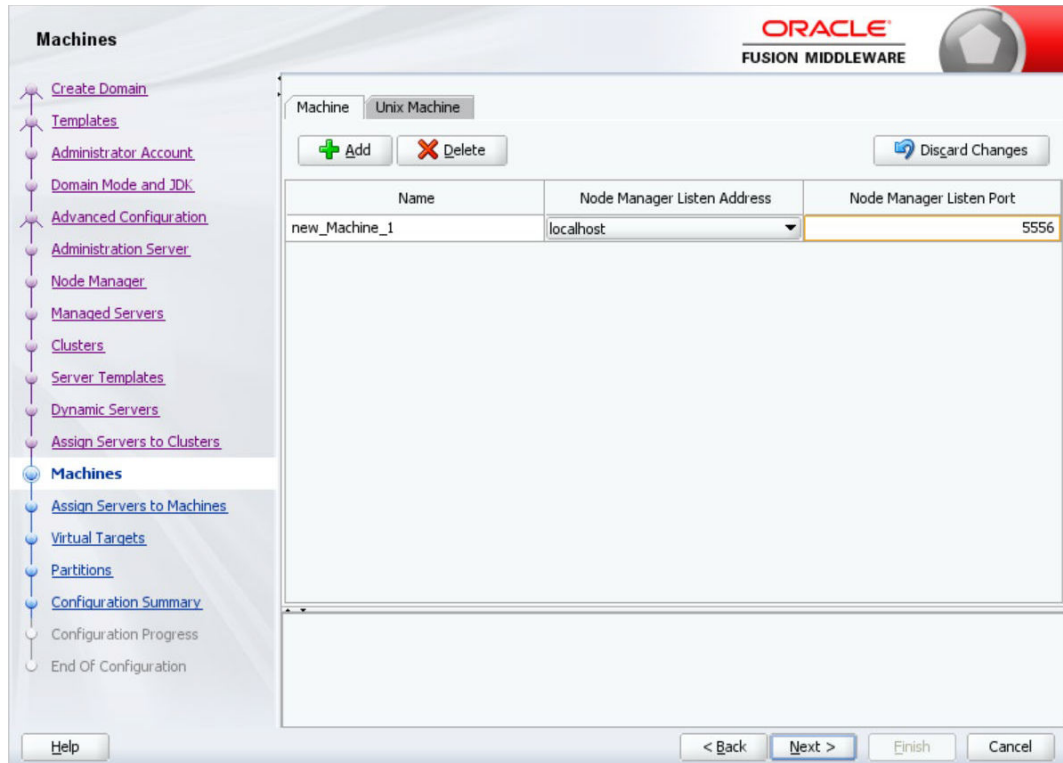 Machines
ORACLE
FUSION MIDDLEWARE
Create Domain
Templates
Administrator Account
Domain Mode and JDK
Advanced Configuration
Administration Server
Node Manager
Managed Servers
Clusters
Server Templates
Dynamic Servers
Assign Servers to Clusters
Machines
Assign Servers to Machines
Virtual Targets
Partitions
Configuration Summary
Configuration Progress
End Of Configuration
Machine Unix Machine
Add Delete Discard Changes
Name Node Manager Listen Address Node Manager Listen Port
new_Machine_1 localhost 5556
Help < Back Next > Finish Cancel